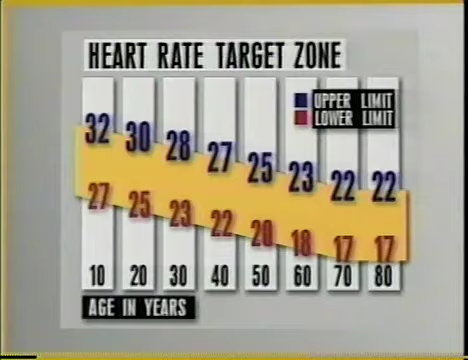 HEART RATE TARGET ZONE
UPPER LIMIT
LOWER LIMIT
32 30 28 27 25 23 22 22
27 25 23 22 20 18 17 17
10 20 30 40 50 60 70 80
AGE IN YEARS